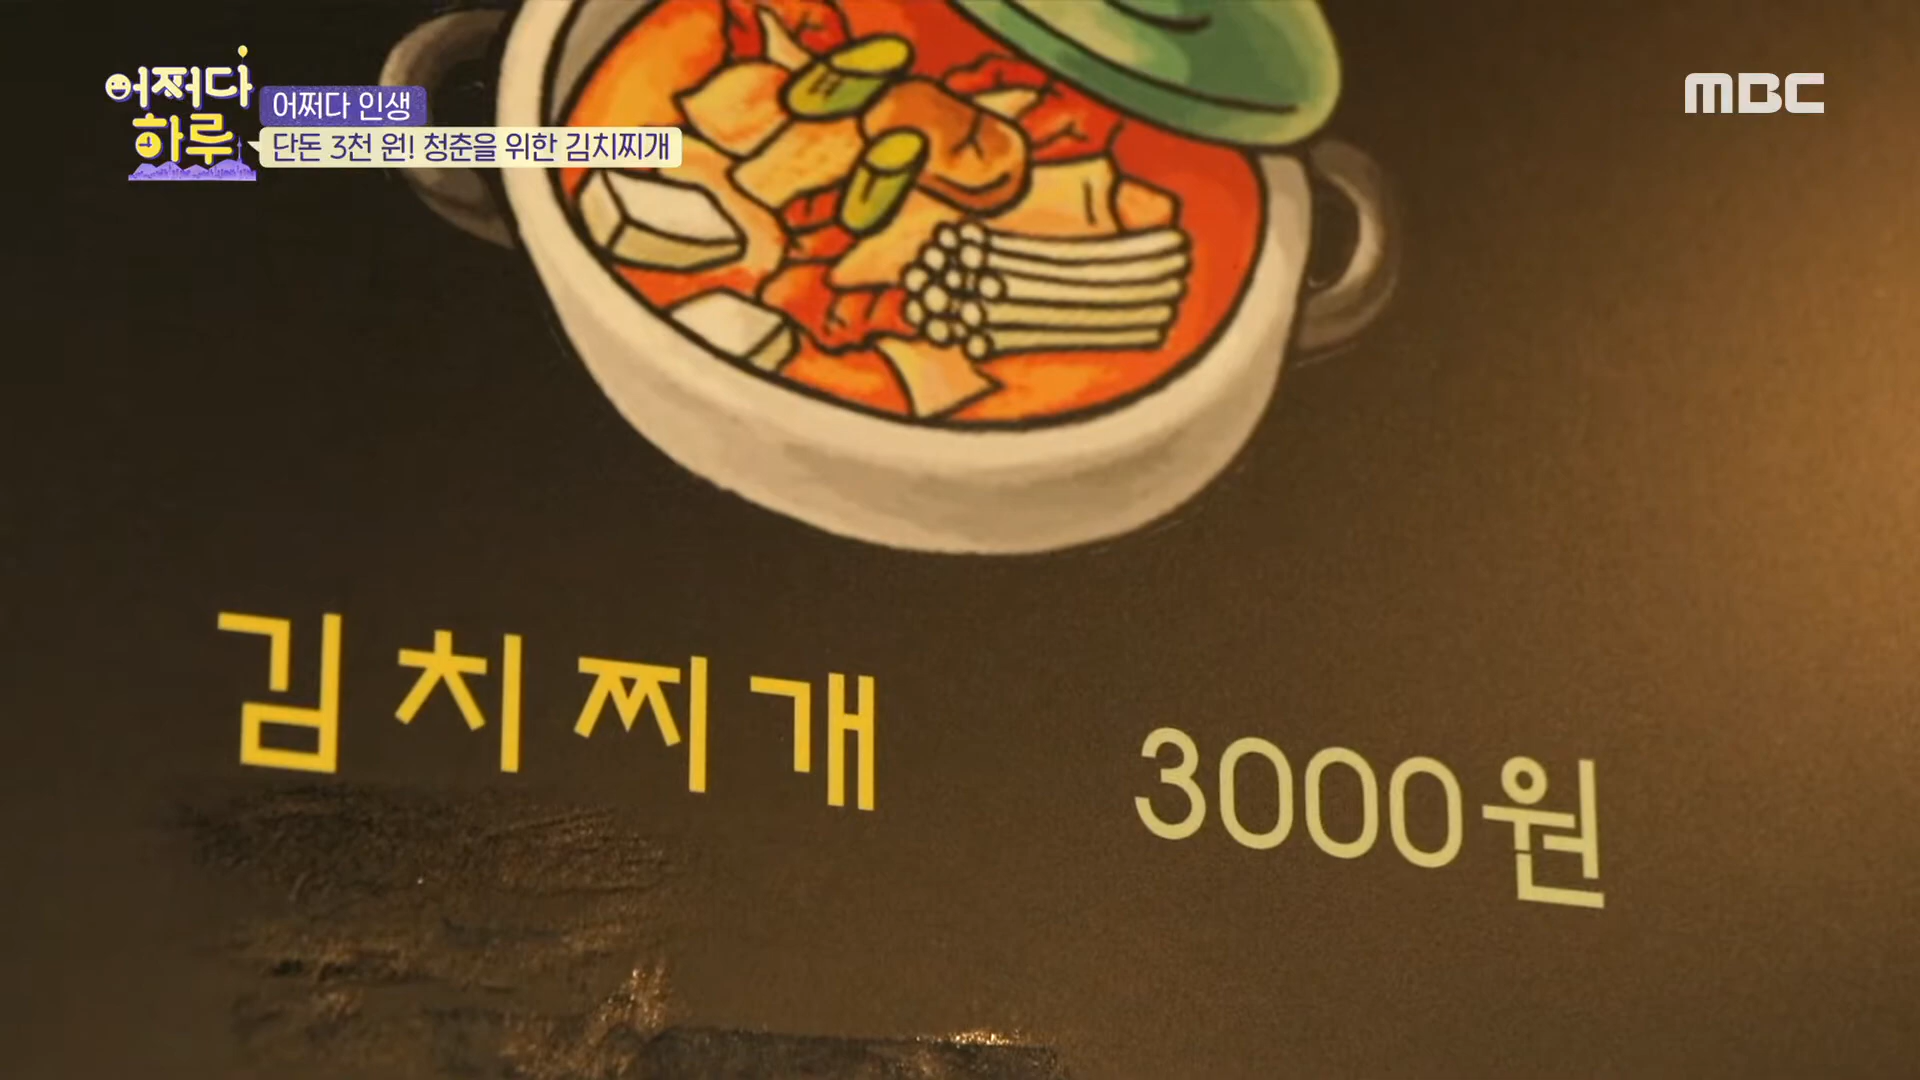 어쩌다
하루
어쩌다 인생
단돈 3천 원! 청춘을 위한 김치찌개
MBC
김치찌개 3000원